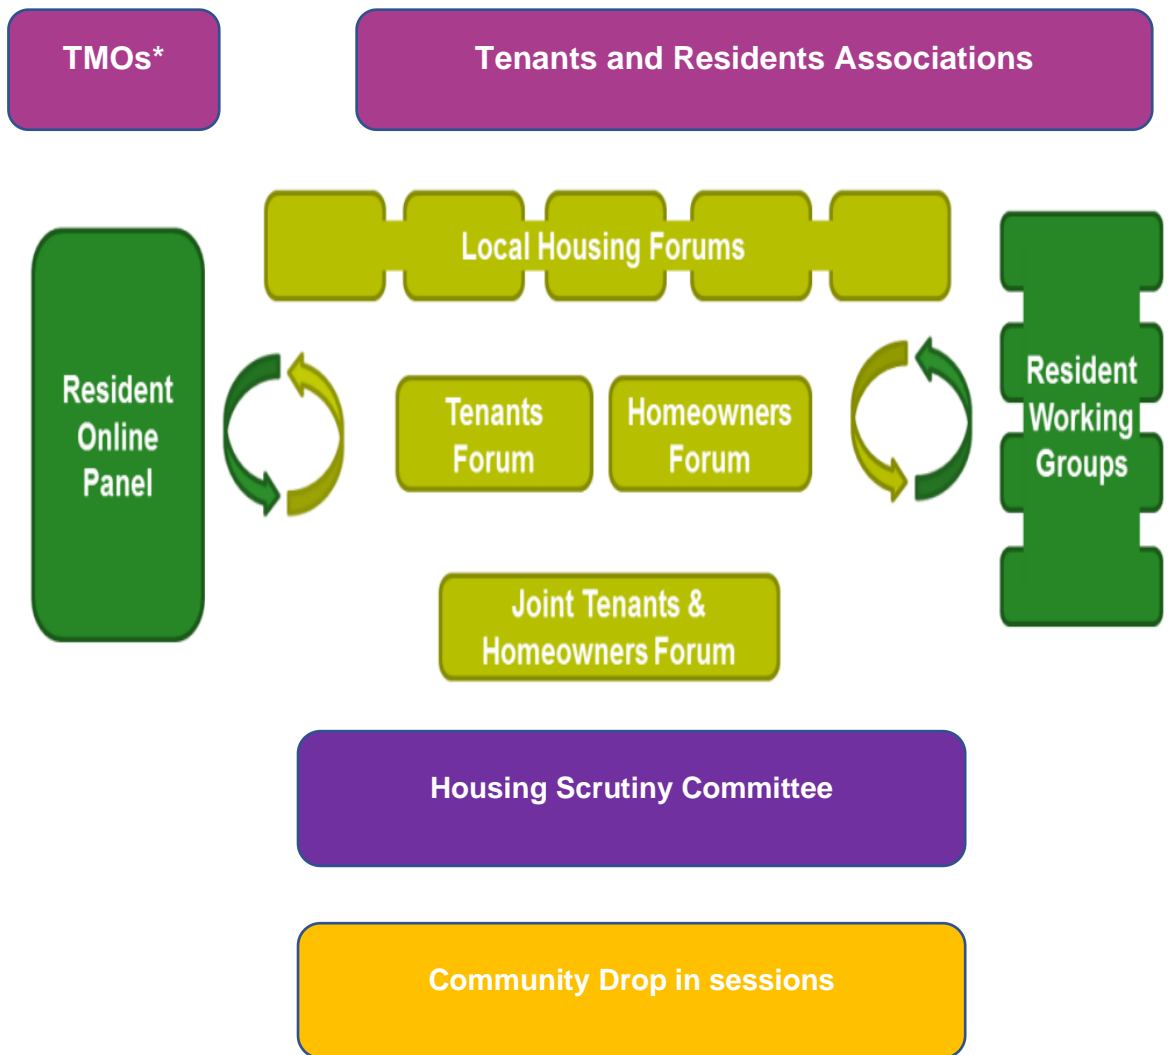 TMOs*
Tenants and Residents Associations
Local Housing Forums
Resident
Online
Panel
Tenants
Forum
Homeowners
Forum
Resident
Working
Groups
Joint Tenants &
Homeowners Forum
Housing Scrutiny Committee
Community Drop in sessions